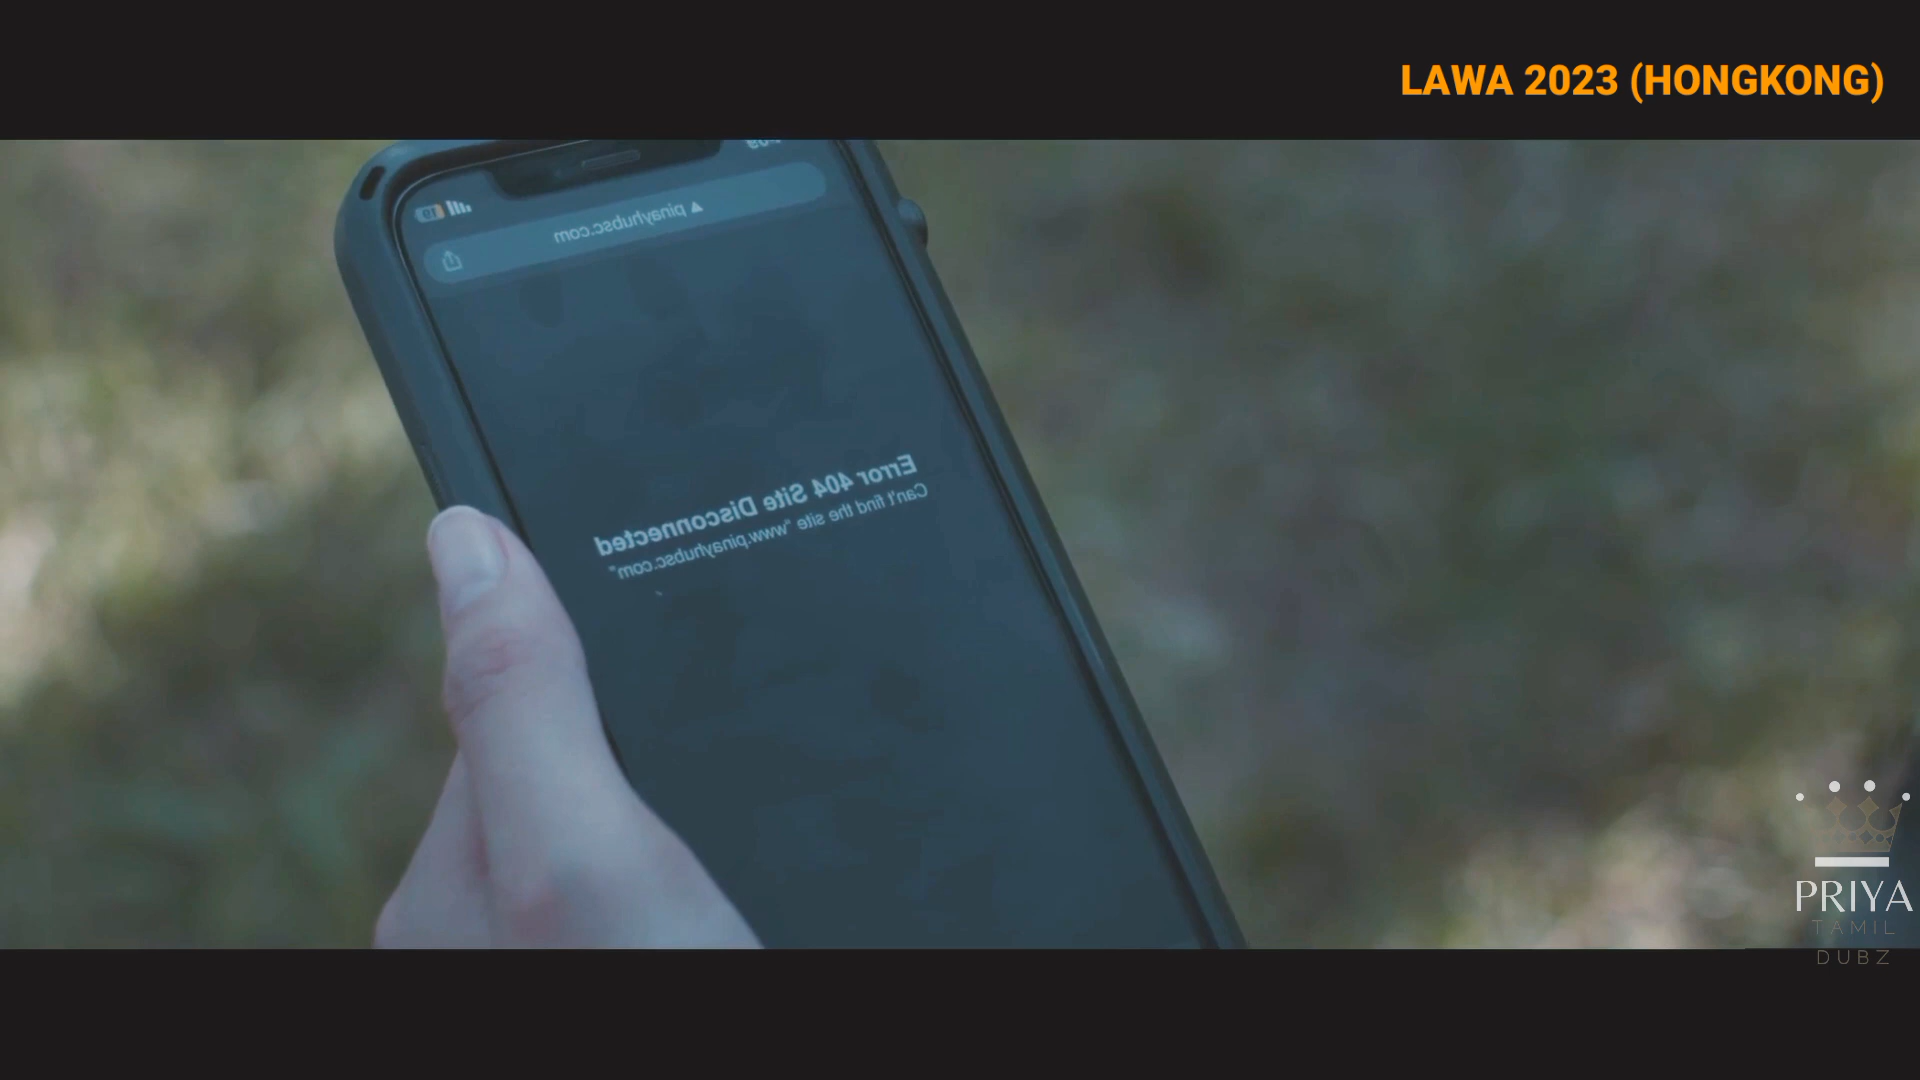 LAWA 2023 (HONGKONG)
19
pinayhubsc.com
Error 404 Site Disconnected
Can't find the site "www.pinayhubsc.com"
PRIYA
TAMIL
DUBZ